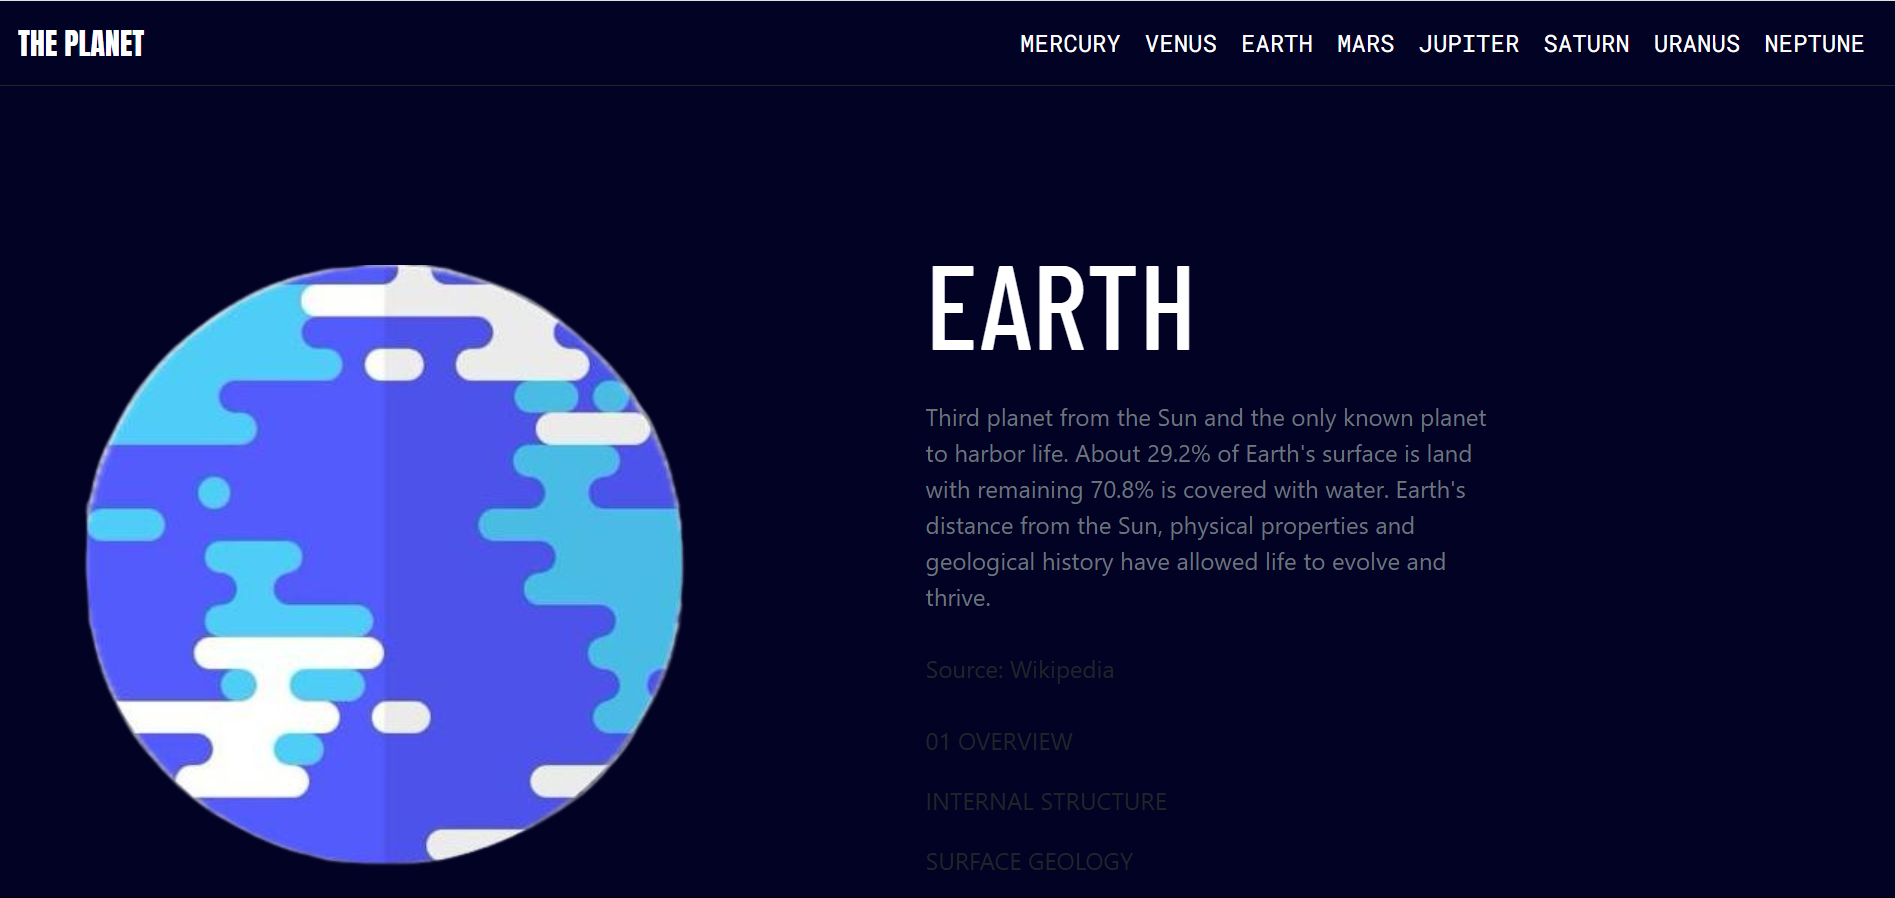 THE PLANET
MERCURY VENUS EARTH MARS JUPITER SATURN URANUS NEPTUNE
EARTH
Third planet from the Sun and the only known planet
to harbor life. About 29.2% of Earth's surface is land
with remaining 70.8% is covered with water. Earth's
distance from the Sun, physical properties and
geological history have allowed life to evolve and
thrive.
Source: Wikipedia
01 OVERVIEW
INTERNAL STRUCTURE
SURFACE GEOLOGY